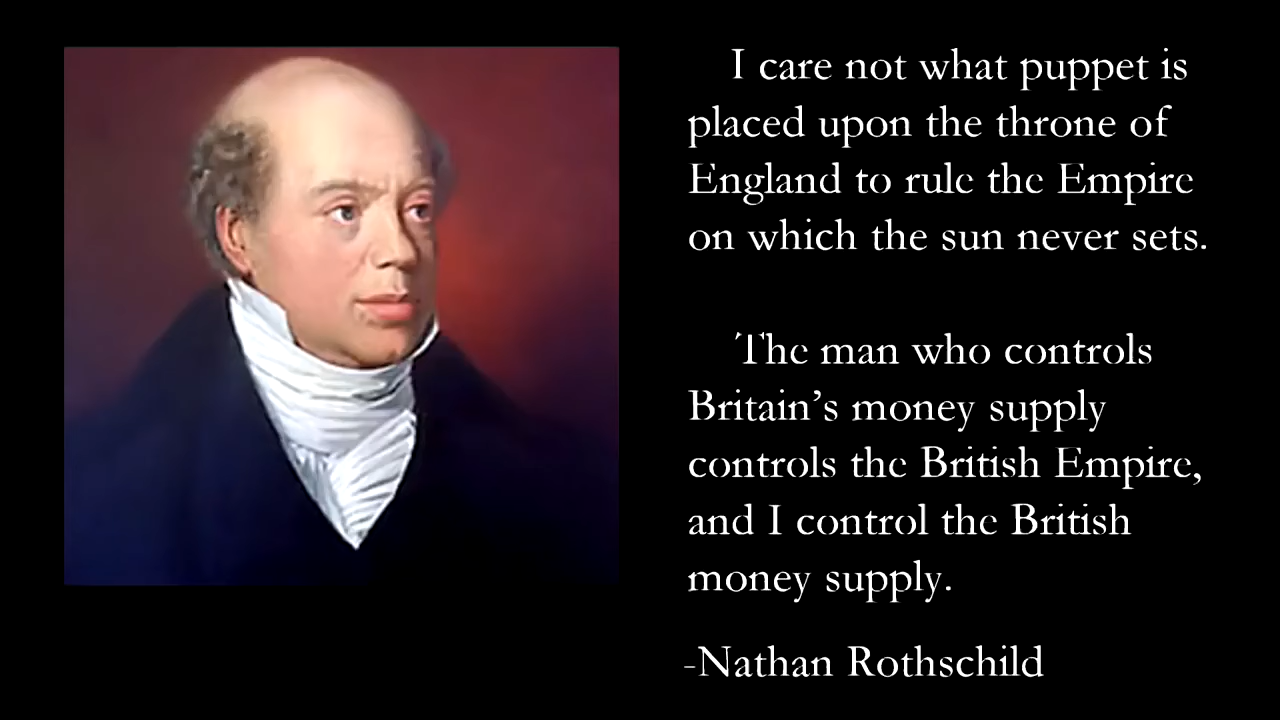 I care not what puppet is
placed upon the throne of
England to rule the Empire
on which the sun never sets.
The man who controls
Britain’s money supply
controls the British Empire,
and I control the British
money supply.
-Nathan Rothschild